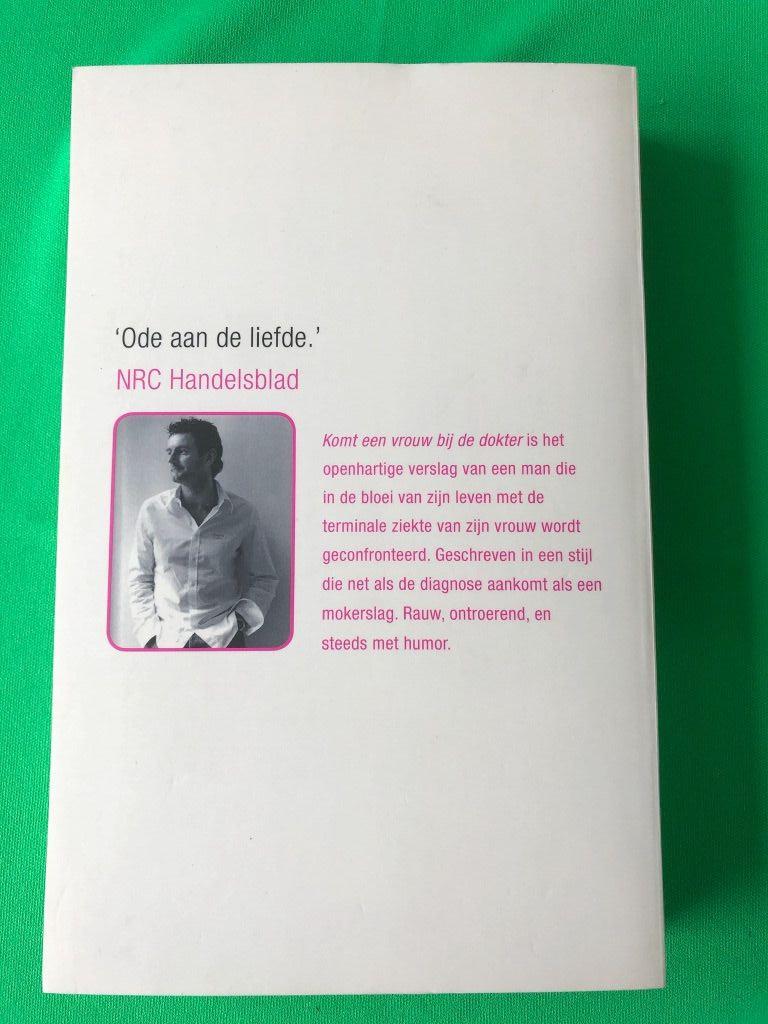 ‘Ode aan de liefde.’
NRC Handelsblad
Komt een vrouw bij de dokter is het
openhartige verslag van een man die
in de bloei van zijn leven met de
terminale ziekte van zijn vrouw wordt
geconfronteerd. Geschreven in een stijl
die net als de diagnose aankomt als een
mokerslag. Rauw, ontroerend, en
steeds met humor.